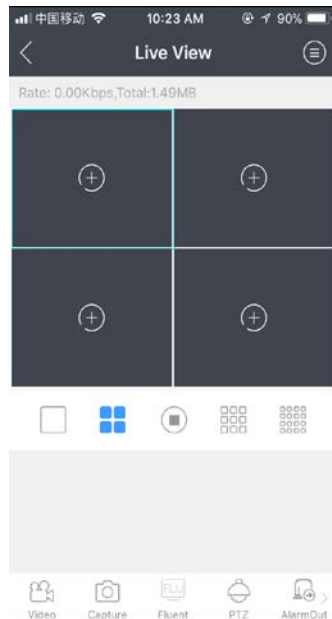 中国移动 10:23 AM 90%
Live View
Rate: 0.00Kbps,Total:1.49MB
FLU
Video Capture Fluent PTZ AlarmOut